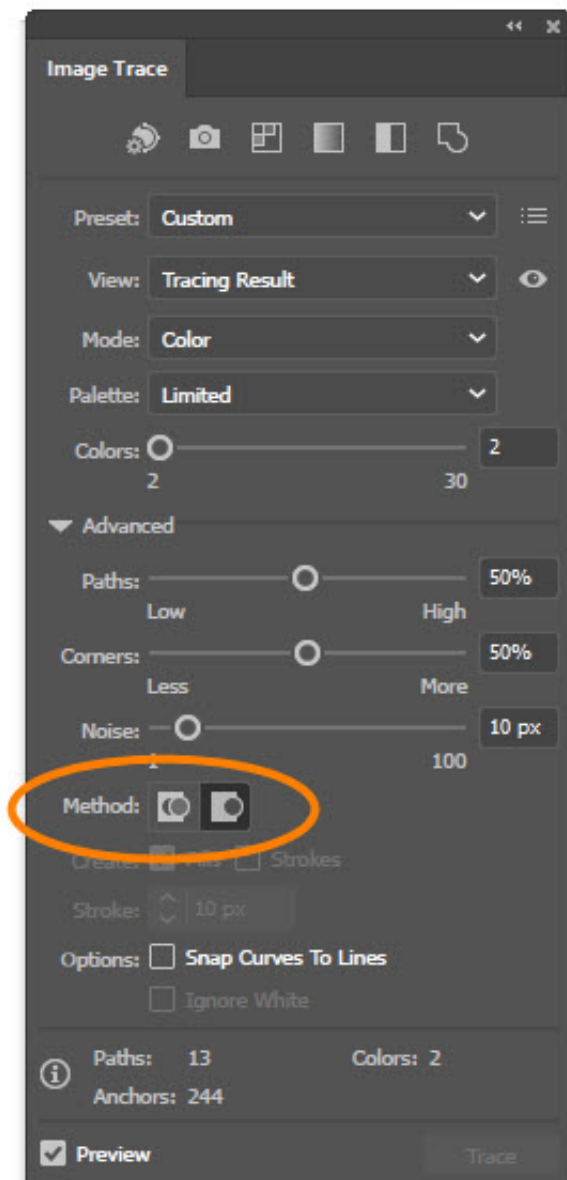 Image Trace
Preset: Custom
View: Tracing Result
Mode: Color
Palette: Limited
Colors: 2
2 30
Advanced
Paths: 50%
Low High
Corners: 50%
Less More
Noise: 10 px
1 100
Method:
Create: Fills Strokes
Stroke: 10 px
Options: Snap Curves To Lines
Ignore White
Paths: 13 Colors: 2
Anchors: 244
Preview Trace